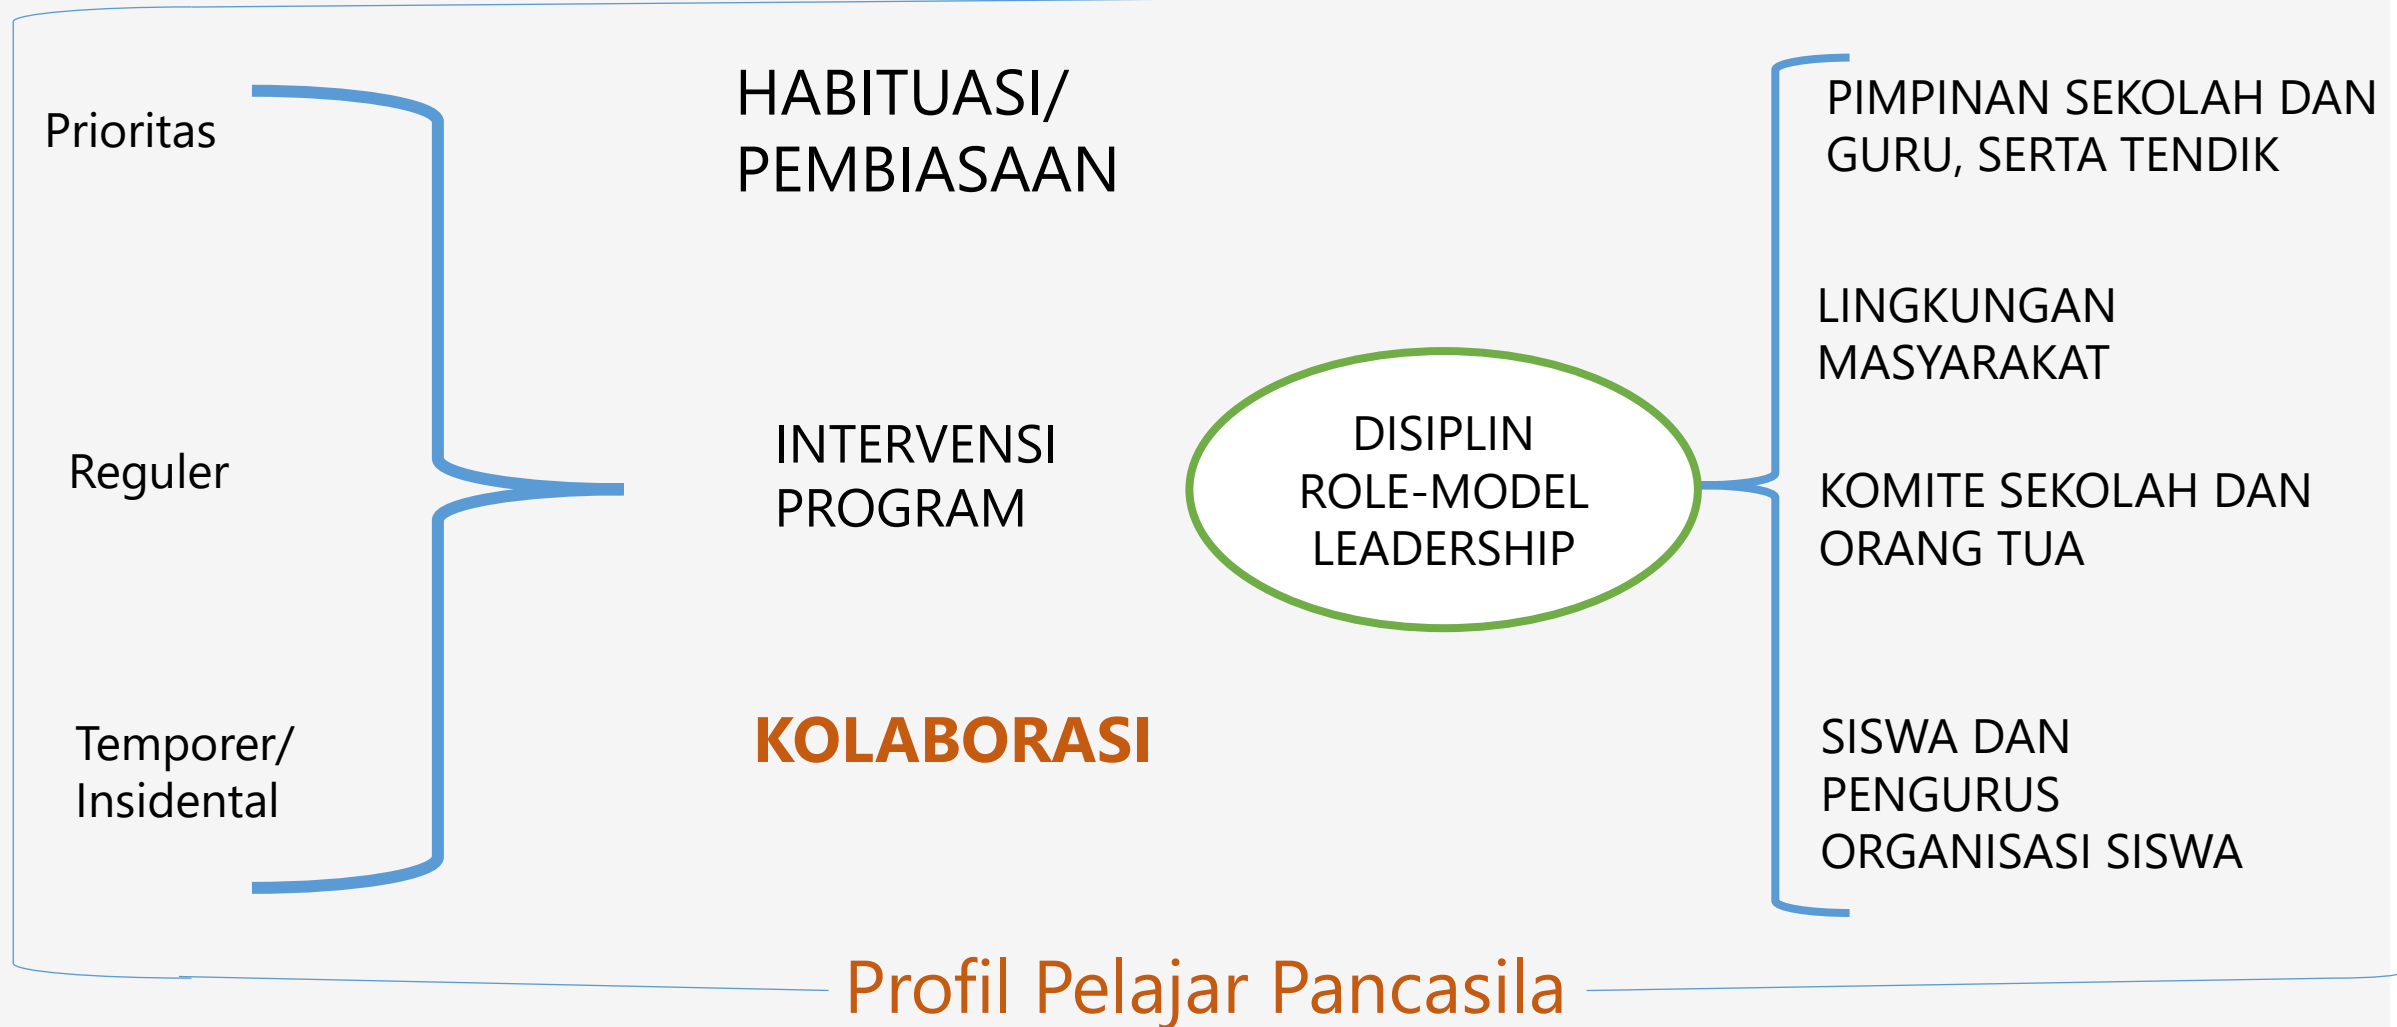 Prioritas
Reguler
Temporer/
Insidental
HABITUASI/
PEMBIASAAN
INTERVENSI
PROGRAM
KOLABORASI
DISIPLIN
ROLE-MODEL
LEADERSHIP
PIMPINAN SEKOLAH DAN
GURU, SERTA TENDIK
LINGKUNGAN
MASYARAKAT
KOMITE SEKOLAH DAN
ORANG TUA
SISWA DAN
PENGURUS
ORGANISASI SISWA
Profil Pelajar Pancasila